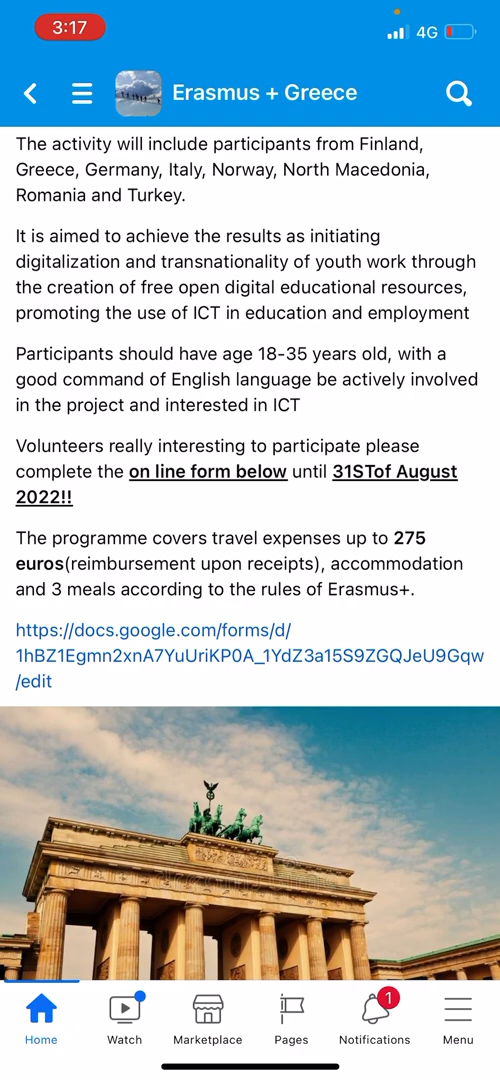 3:17
4G
Erasmus + Greece
The activity will include participants from Finland,
Greece, Germany, Italy, Norway, North Macedonia,
Romania and Turkey.
It is aimed to achieve the results as initiating
digitalization and transnationality of youth work through
the creation of free open digital educational resources,
promoting the use of ICT in education and employment
Participants should have age 18-35 years old, with a
good command of English language be actively involved
in the project and interested in ICT
Volunteers really interesting to participate please
complete the on line form below until 31STof August
2022!!
The programme covers travel expenses up to 275
euros(reimbursement upon receipts), accommodation
and 3 meals according to the rules of Erasmus+.
https://docs.google.com/forms/d/
1hBZ1Egmn2xnA7YuUriKP0A_1YdZ3a15S9ZGQJeU9Gqw
/edit
1
Home Watch Marketplace Pages Notifications Menu